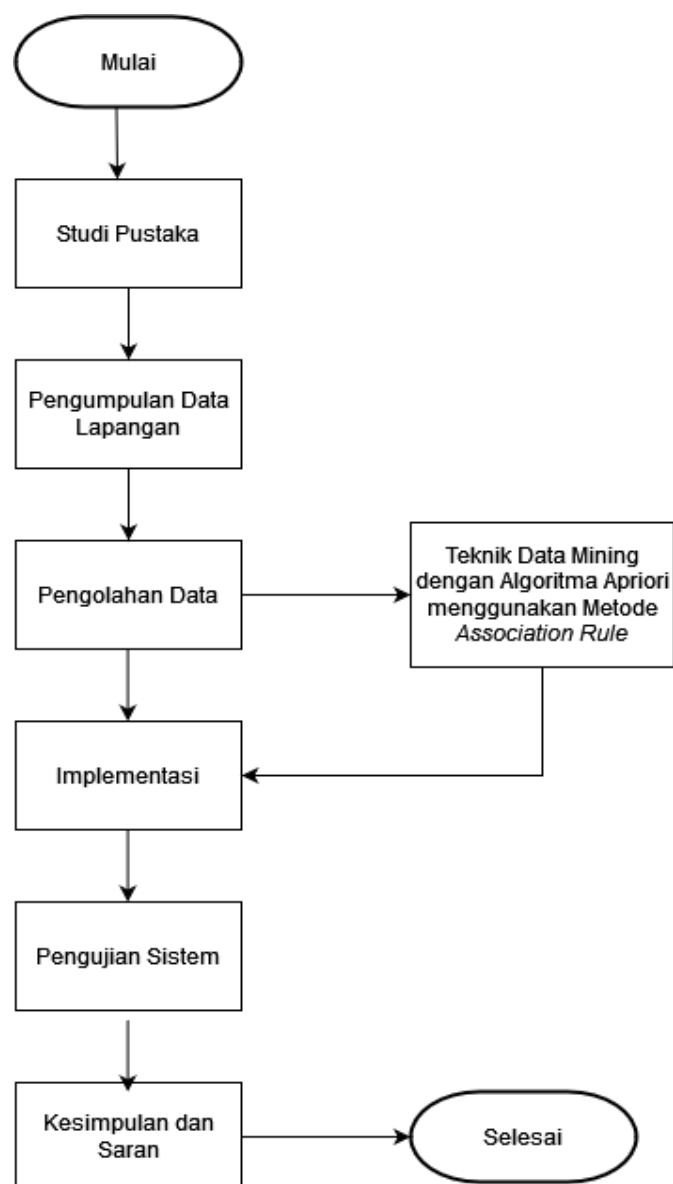 Mulai
Studi Pustaka
Pengumpulan Data
Lapangan
Pengolahan Data
Teknik Data Mining
dengan Algoritma Apriori
menggunakan Metode
Association Rule
Implementasi
Pengujian Sistem
Kesimpulan dan
Saran
Selesai